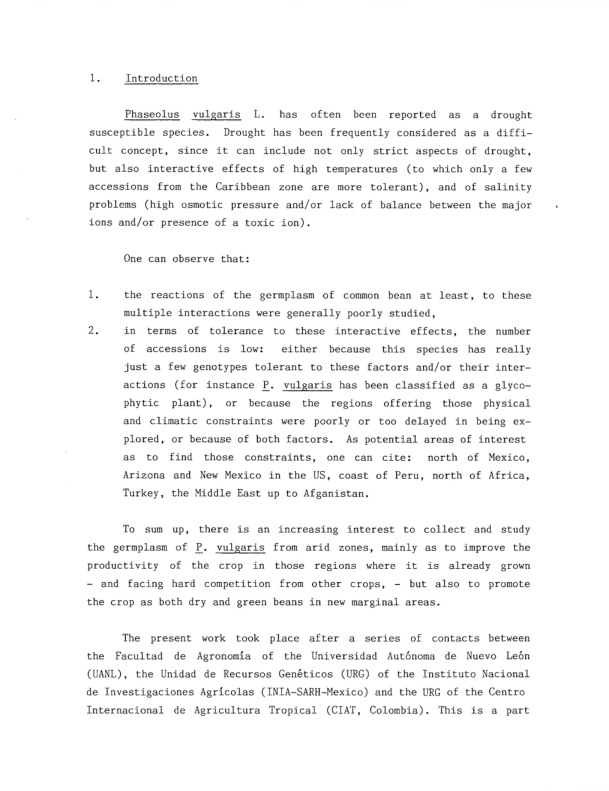 1. Introduction
Phaseolus vulgaris L. has often been reported as a drought
susceptible species. Drought has been frequently considered as a diffi-
cult concept, since it can include not only strict aspects of drought,
but also interactive effects of high temperatures (to which only a few
accessions from the Caribbean zone are more tolerant), and of salinity
problems (high osmotic pressure and/or lack of balance between the major
ions and/or presence of a toxic ion).
One can observe that:
1. the reactions of the germplasm of common bean at least, to these
multiple interactions were generally poorly studied,
2. in terms of tolerance to these interactive effects, the number
of accessions is low: either because this species has really
just a few genotypes tolerant to these factors and/or their inter-
actions (for instance P. vulgaris has been classified as a glyco-
phytic plant), or because the regions offering those physical
and climatic constraints were poorly or too delayed in being ex-
plored, or because of both factors. As potential areas of interest
as to find those constraints, one can cite: north of Mexico,
Arizona and New Mexico in the US, coast of Peru, north of Africa,
Turkey, the Middle East up to Afganistan.
To sum up, there is an increasing interest to collect and study
the germplasm of P. vulgaris from arid zones, mainly as to improve the
productivity of the crop in those regions where it is already grown
- and facing hard competition from other crops, - but also to promote
the crop as both dry and green beans in new marginal areas.
The present work took place after a series of contacts between
the Facultad de Agronomía of the Universidad Autónoma de Nuevo León
(UANL), the Unidad de Recursos Genéticos (URG) of the Instituto Nacional
de Investigaciones Agrícolas (INIA-SARH-Mexico) and the URG of the Centro
Internacional de Agricultura Tropical (CIAT, Colombia). This is a part